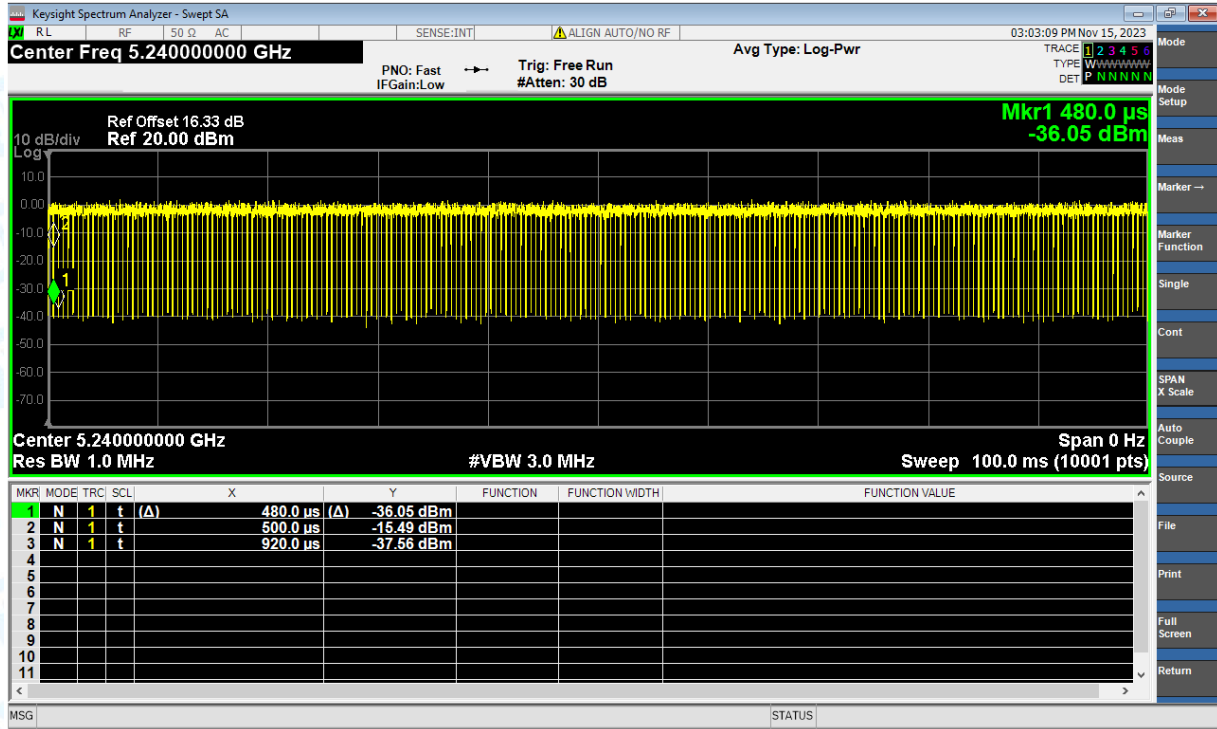 Keysight Spectrum Analyzer - Swept SA
LXI RL RF 50 Ω AC SENSE:INT ALIGN AUTO/NO RF 03:03:09 PM Nov 15, 2023
Center Freq 5.240000000 GHz
Avg Type: Log-Pwr
TRACE 1 2 3 4 5 6
TYPE WWWWWW
DET P N N N N N
PNO: Fast
IFGain:Low
Trig: Free Run
#Atten: 30 dB
Mkr1 480.0 µs
-36.05 dBm
Ref Offset 16.33 dB
10 dB/div Ref 20.00 dBm
Log
10.0
0.00
-10.0
-20.0
-30.0
-40.0
-50.0
-60.0
-70.0
2
1
Center 5.240000000 GHz Span 0 Hz
Res BW 1.0 MHz #VBW 3.0 MHz Sweep 100.0 ms (10001 pts)
MKR MODE TRC SCL X Y FUNCTION FUNCTION WIDTH FUNCTION VALUE
1 N 1 t (Δ) 480.0 µs (Δ) -36.05 dBm
2 N 1 t 500.0 µs -15.49 dBm
3 N 1 t 920.0 µs -37.56 dBm
4
5
6
7
8
9
10
11
MSG STATUS
Mode
Mode
Setup
Meas
Marker →
Marker
Function
Single
Cont
SPAN
X Scale
Auto
Couple
Source
File
Print
Full
Screen
Return